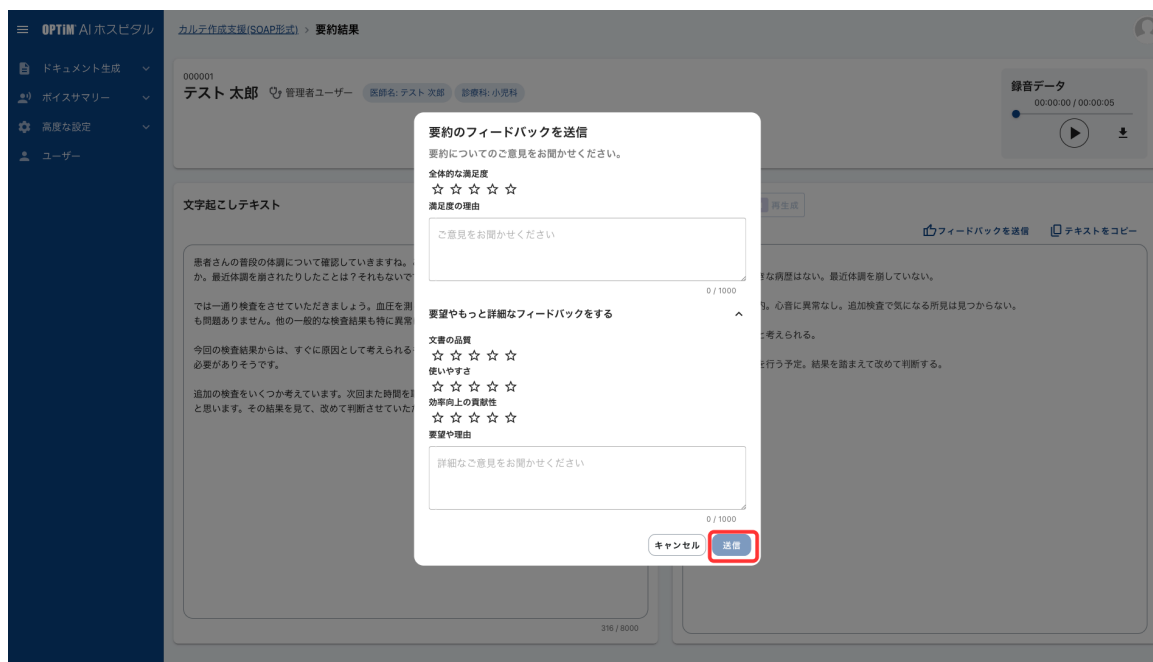 OPTiM AI ホスピタル
カルテ作成支援(SOAP形式) › 要約結果
ドキュメント生成
ボイスサマリー
高度な設定
ユーザー
000001
テスト 太郎 管理者ユーザー 医師名: テスト 次郎 診療科: 小児科
録音データ
00:00:00 / 00:00:05
文字起こしテキスト
再生成
フィードバックを送信 テキストをコピー
患者さんの普段の体調について確認していきますね。
か。最近体調を崩されたりしたことは？それもないで
では一通り検査をさせていただきましょう。血圧を測
も問題ありません。他の一般的な検査結果も特に異常
今回の検査結果からは、すぐに原因として考えられる
必要がありそうです。
追加の検査をいくつか考えています。次回また時間を
と思います。その結果を見て、改めて判断させていた
316 / 8000
な病歴はない。最近体調を崩していない。
。心音に異常なし。追加検査で気になる所見は見つからない。
と考えられる。
を行う予定。結果を踏まえて改めて判断する。
要約のフィードバックを送信
要約についてのご意見をお聞かせください。
全体的な満足度
満足度の理由
ご意見をお聞かせください
0 / 1000
要望やもっと詳細なフィードバックをする
文書の品質
使いやすさ
効率向上の貢献性
要望や理由
詳細なご意見をお聞かせください
0 / 1000
キャンセル 送信